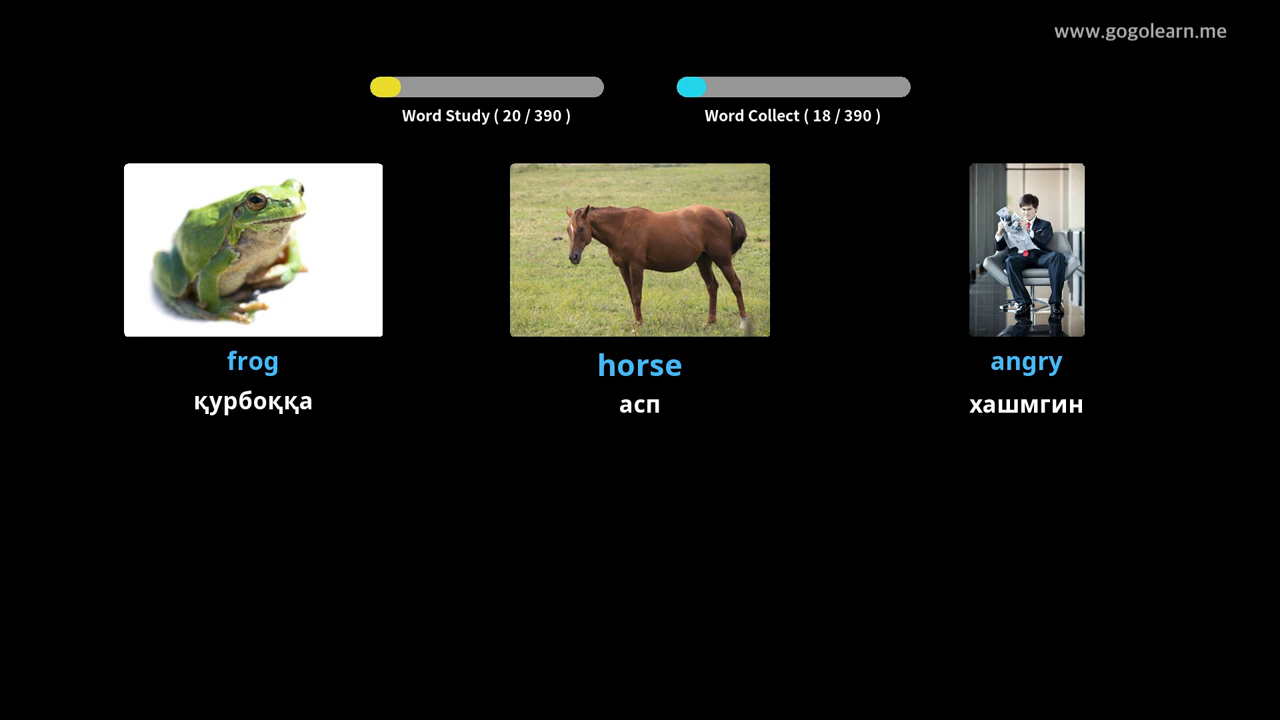 www.gogolearn.me
Word Study ( 20 / 390 )
Word Collect ( 18 / 390 )
frog
horse
angry
қурбоққа
асп
хашмгин